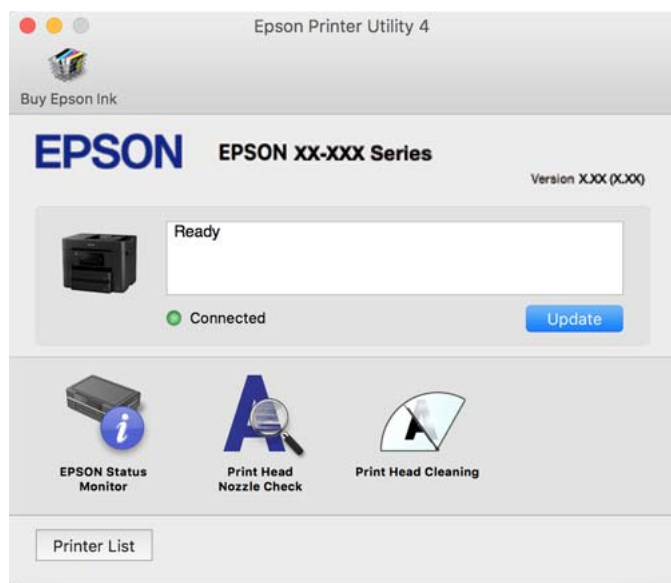 Epson Printer Utility 4
Buy Epson Ink
EPSON
EPSON XX-XXX Series
Version X.XX (X.XX)
Ready
Connected
Update
EPSON Status
Monitor
Print Head
Nozzle Check
Print Head Cleaning
Printer List